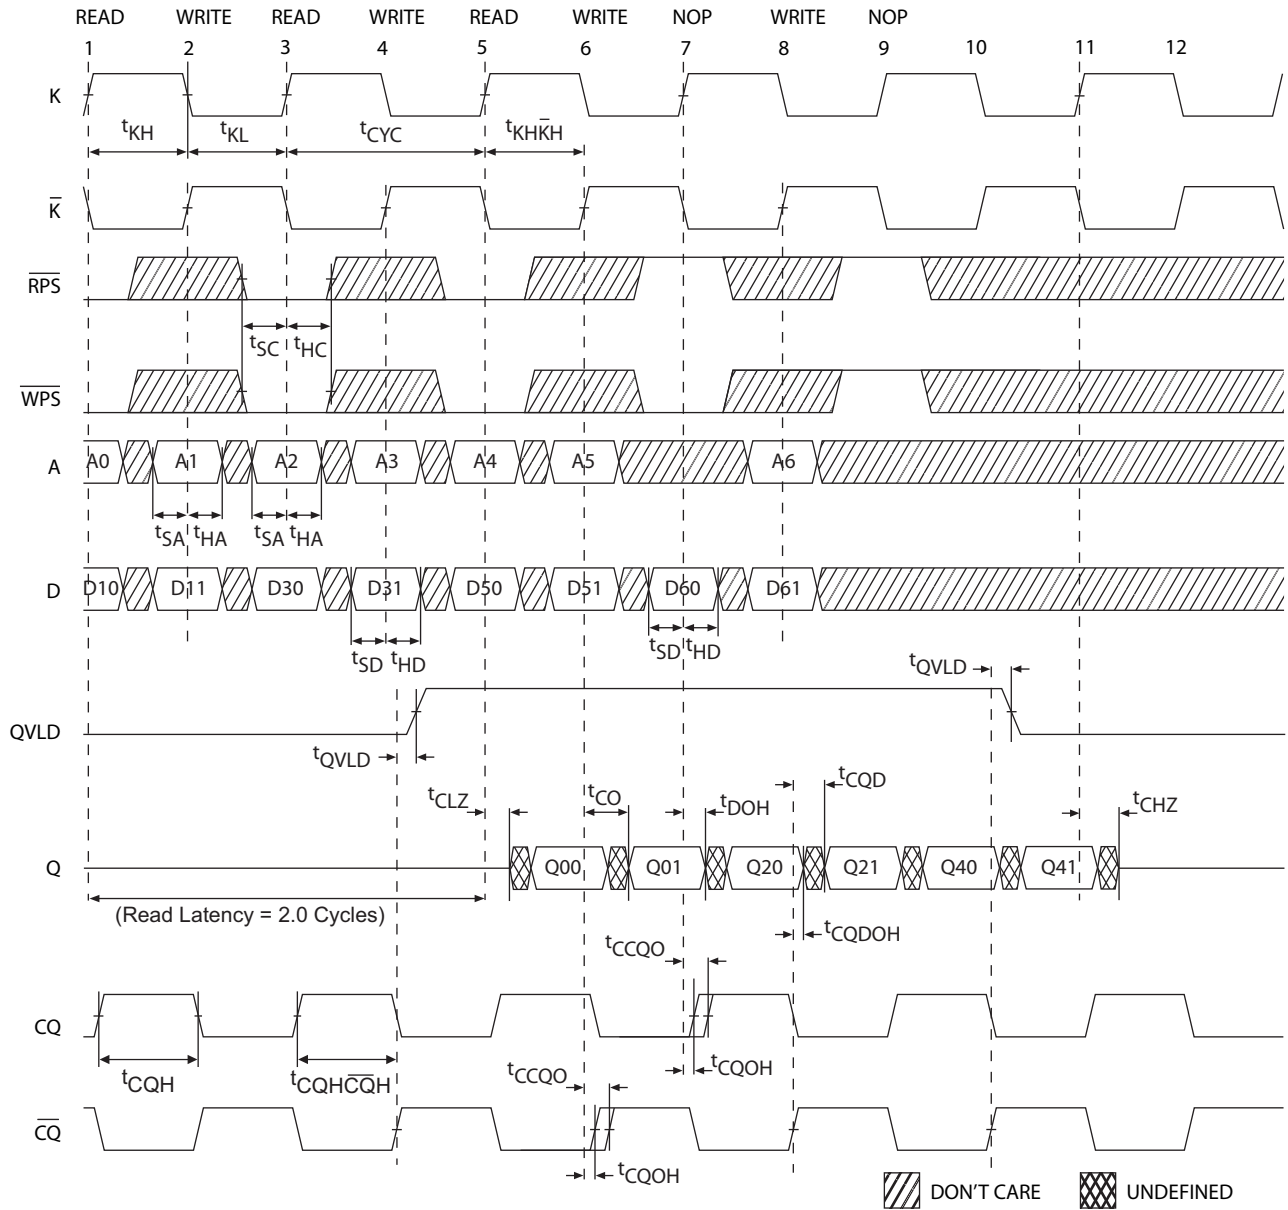 READ WRITE READ WRITE READ WRITE NOP WRITE NOP
1 2 3 4 5 6 7 8 9 10 11 12
K
tKH tKL tCYC tKHK̅H
K̅
R̅P̅S̅
tSC tHC
W̅P̅S̅
A A0 A1 A2 A3 A4 A5 A6
tSA tHA tSA tHA
D D10 D11 D30 D31 D50 D51 D60 D61
tSD tHD tSD tHD
tQVLD
QVLD
tQVLD
tCLZ tCO tDOH tCQD tCHZ
Q Q00 Q01 Q20 Q21 Q40 Q41
(Read Latency = 2.0 Cycles)
tCQDOH
tCCQO
CQ
tCQOH
tCQH tCQHC̅Q̅H
tCCQO
C̅Q̅
tCQOH
DON'T CARE UNDEFINED